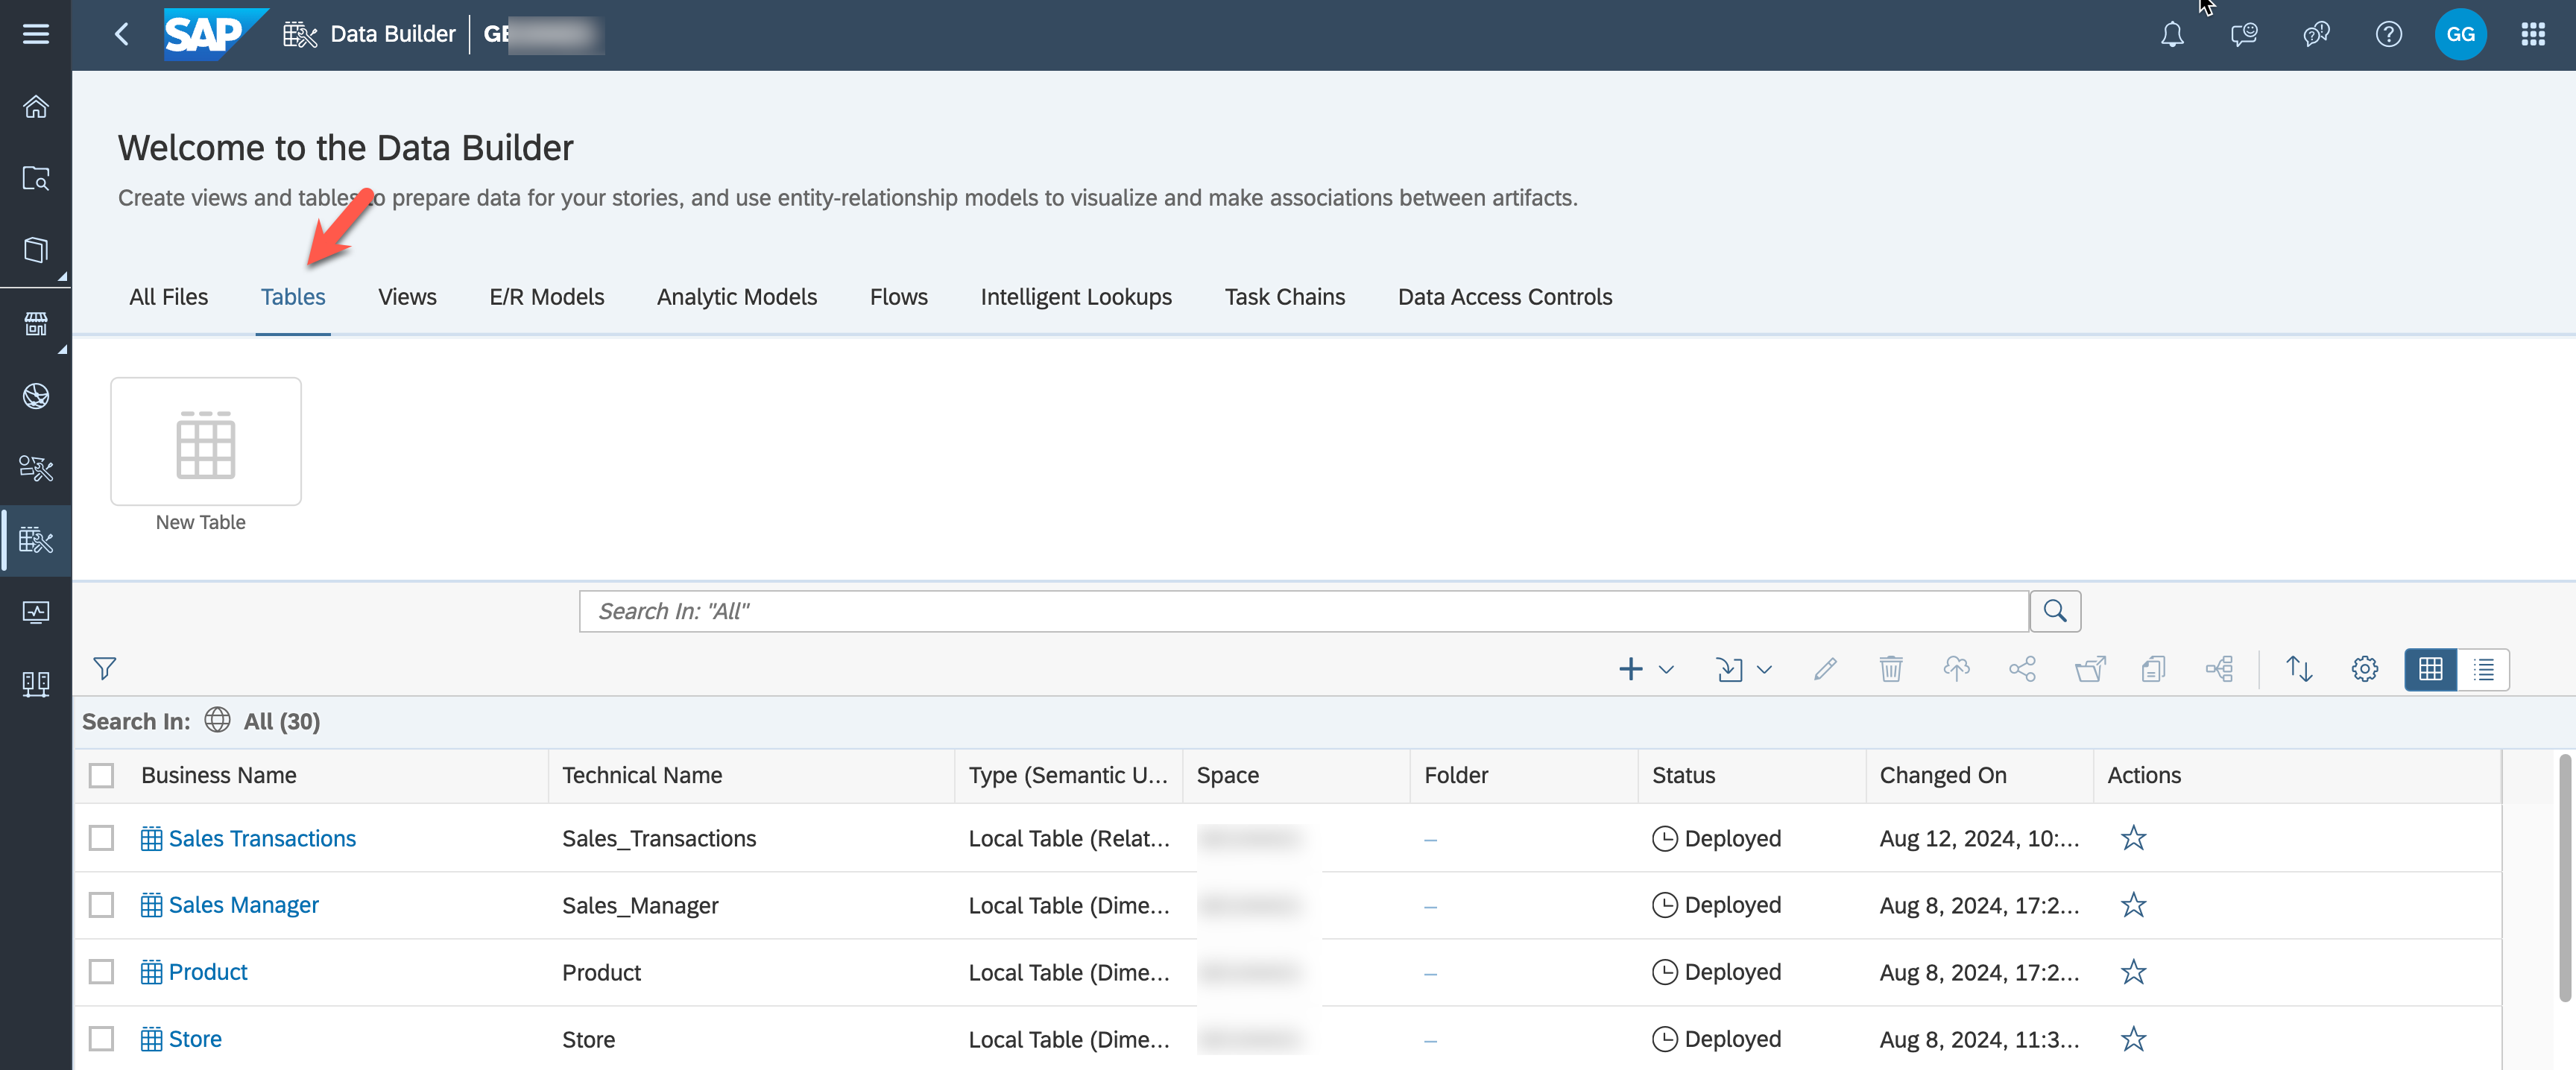 SAP Data Builder GE
GG
Welcome to the Data Builder
Create views and tables to prepare data for your stories, and use entity-relationship models to visualize and make associations between artifacts.
All Files Tables Views E/R Models Analytic Models Flows Intelligent Lookups Task Chains Data Access Controls
New Table
Search In: "All"
Search In: All (30)
Business Name Technical Name Type (Semantic U... Space Folder Status Changed On Actions
Sales Transactions Sales_Transactions Local Table (Relat... – Deployed Aug 12, 2024, 10:...
Sales Manager Sales_Manager Local Table (Dime... – Deployed Aug 8, 2024, 17:2...
Product Product Local Table (Dime... – Deployed Aug 8, 2024, 17:2...
Store Store Local Table (Dime... – Deployed Aug 8, 2024, 11:3...